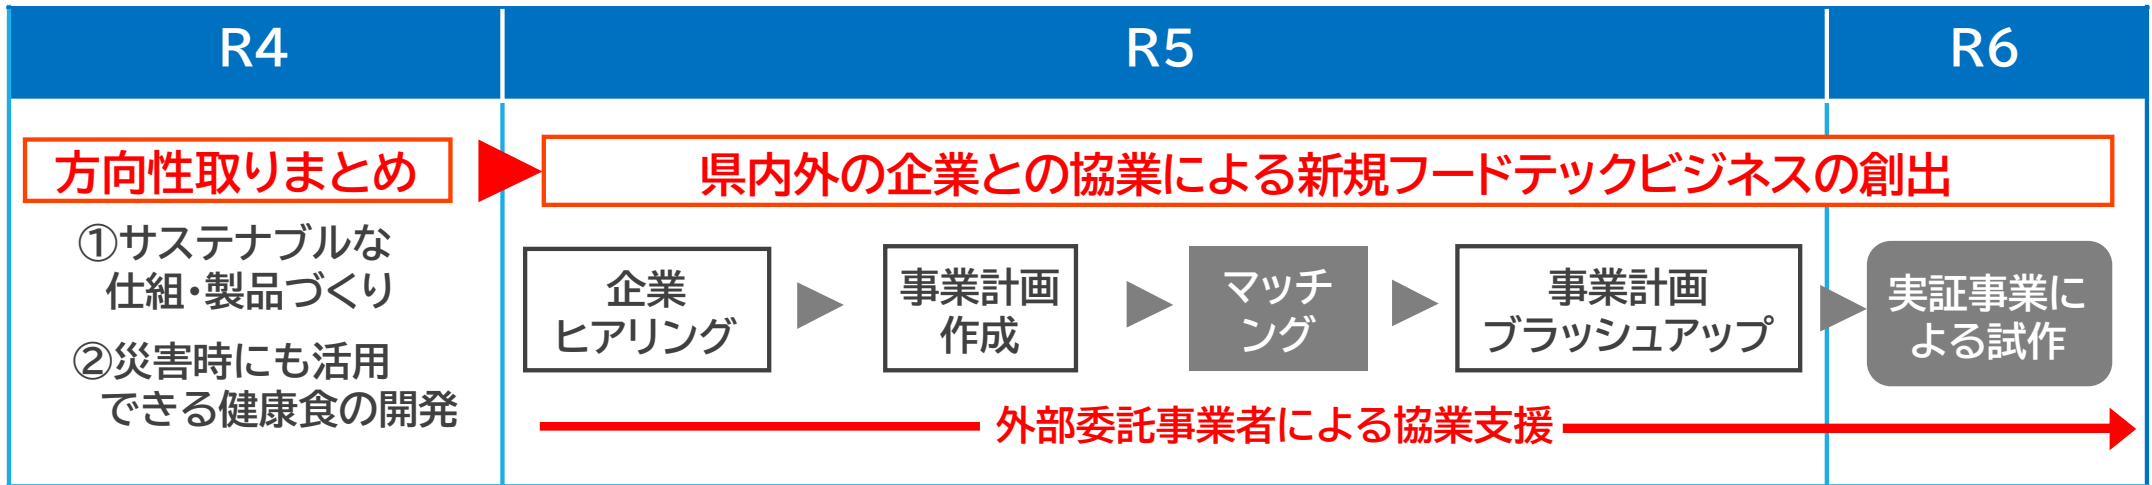 R4
R5
R6
方向性取りまとめ
県内外の企業との協業による新規フードテックビジネスの創出
①サステナブルな
仕組・製品づくり
②災害時にも活用
できる健康食の開発
企業
ヒアリング
事業計画
作成
マッチ
ング
事業計画
ブラッシュアップ
実証事業に
よる試作
外部委託事業者による協業支援